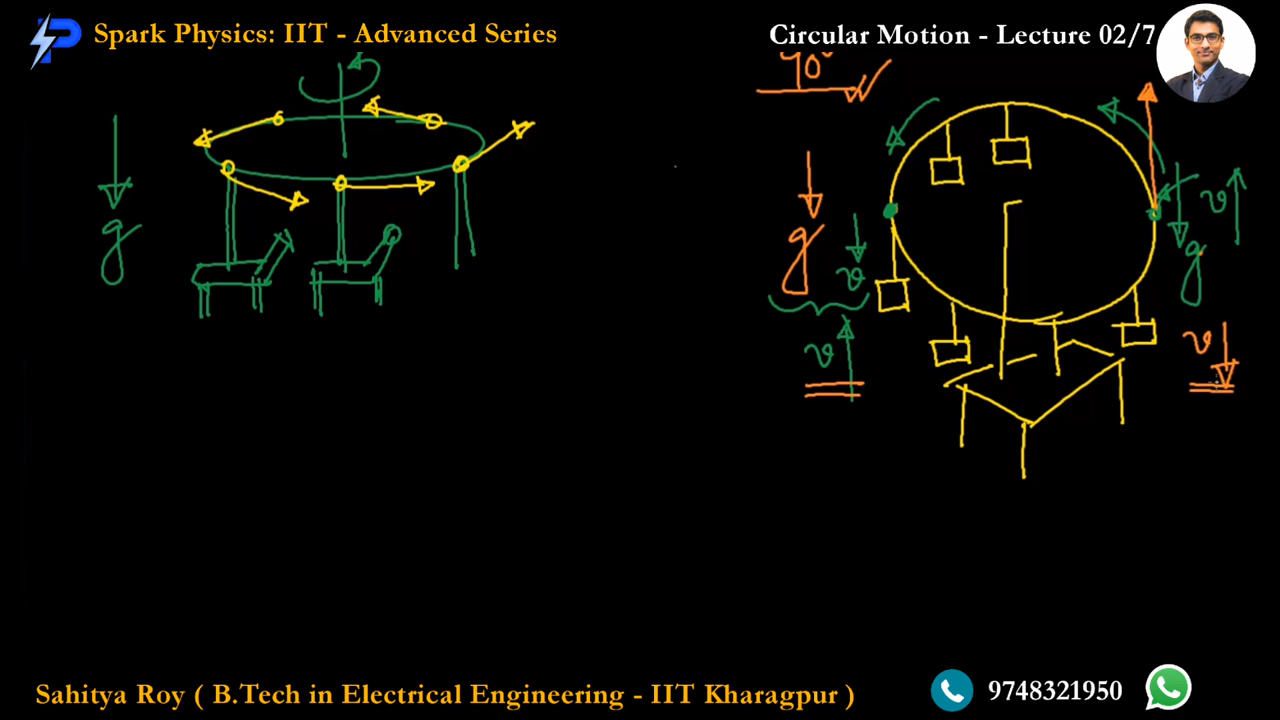 Spark Physics: IIT - Advanced Series
Circular Motion - Lecture 02/7
90°
g
g
v
v
v
g
v
Sahitya Roy ( B.Tech in Electrical Engineering - IIT Kharagpur )
9748321950